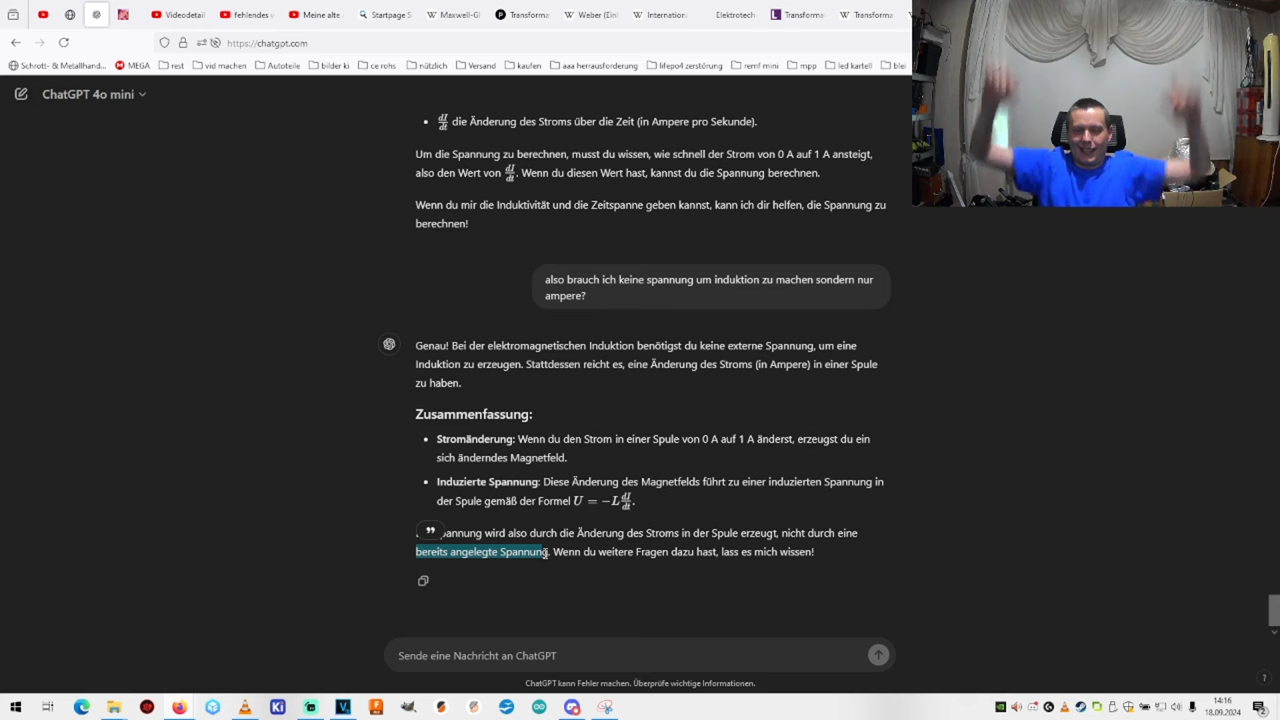 Videodetail
fehlendes v
Meine alte
Startpage S
Maxwell-Gl
Transforma
Weber (Einl
Internation
Elektrotech
Transformal
Transforma
https://chatgpt.com
Schrott- & Metallhand...
MEGA
rest
vid machen
Autoteile
bilder ki
ce rohs
nützlich
Versand
kaufen
aaa herrausforderung
lifepo4 zerstörung
remf mini
mpp
led kartell
blei
ChatGPT 4o mini
dI/dt die Änderung des Stroms über die Zeit (in Ampere pro Sekunde).
Um die Spannung zu berechnen, musst du wissen, wie schnell der Strom von 0 A auf 1 A ansteigt,
also den Wert von dI/dt. Wenn du diesen Wert hast, kannst du die Spannung berechnen.
Wenn du mir die Induktivität und die Zeitspanne geben kannst, kann ich dir helfen, die Spannung zu
berechnen!
also brauch ich keine spannung um induktion zu machen sondern nur
ampere?
Genau! Bei der elektromagnetischen Induktion benötigst du keine externe Spannung, um eine
Induktion zu erzeugen. Stattdessen reicht es, eine Änderung des Stroms (in Ampere) in einer Spule
zu haben.
Zusammenfassung:
Stromänderung: Wenn du den Strom in einer Spule von 0 A auf 1 A änderst, erzeugst du ein
sich änderndes Magnetfeld.
Induzierte Spannung: Diese Änderung des Magnetfelds führt zu einer induzierten Spannung in
der Spule gemäß der Formel U = −L dI/dt.
pannung wird also durch die Änderung des Stroms in der Spule erzeugt, nicht durch eine
bereits angelegte Spannung. Wenn du weitere Fragen dazu hast, lass es mich wissen!
Sende eine Nachricht an ChatGPT
ChatGPT kann Fehler machen. Überprüfe wichtige Informationen.
?
14:16
18.09.2024